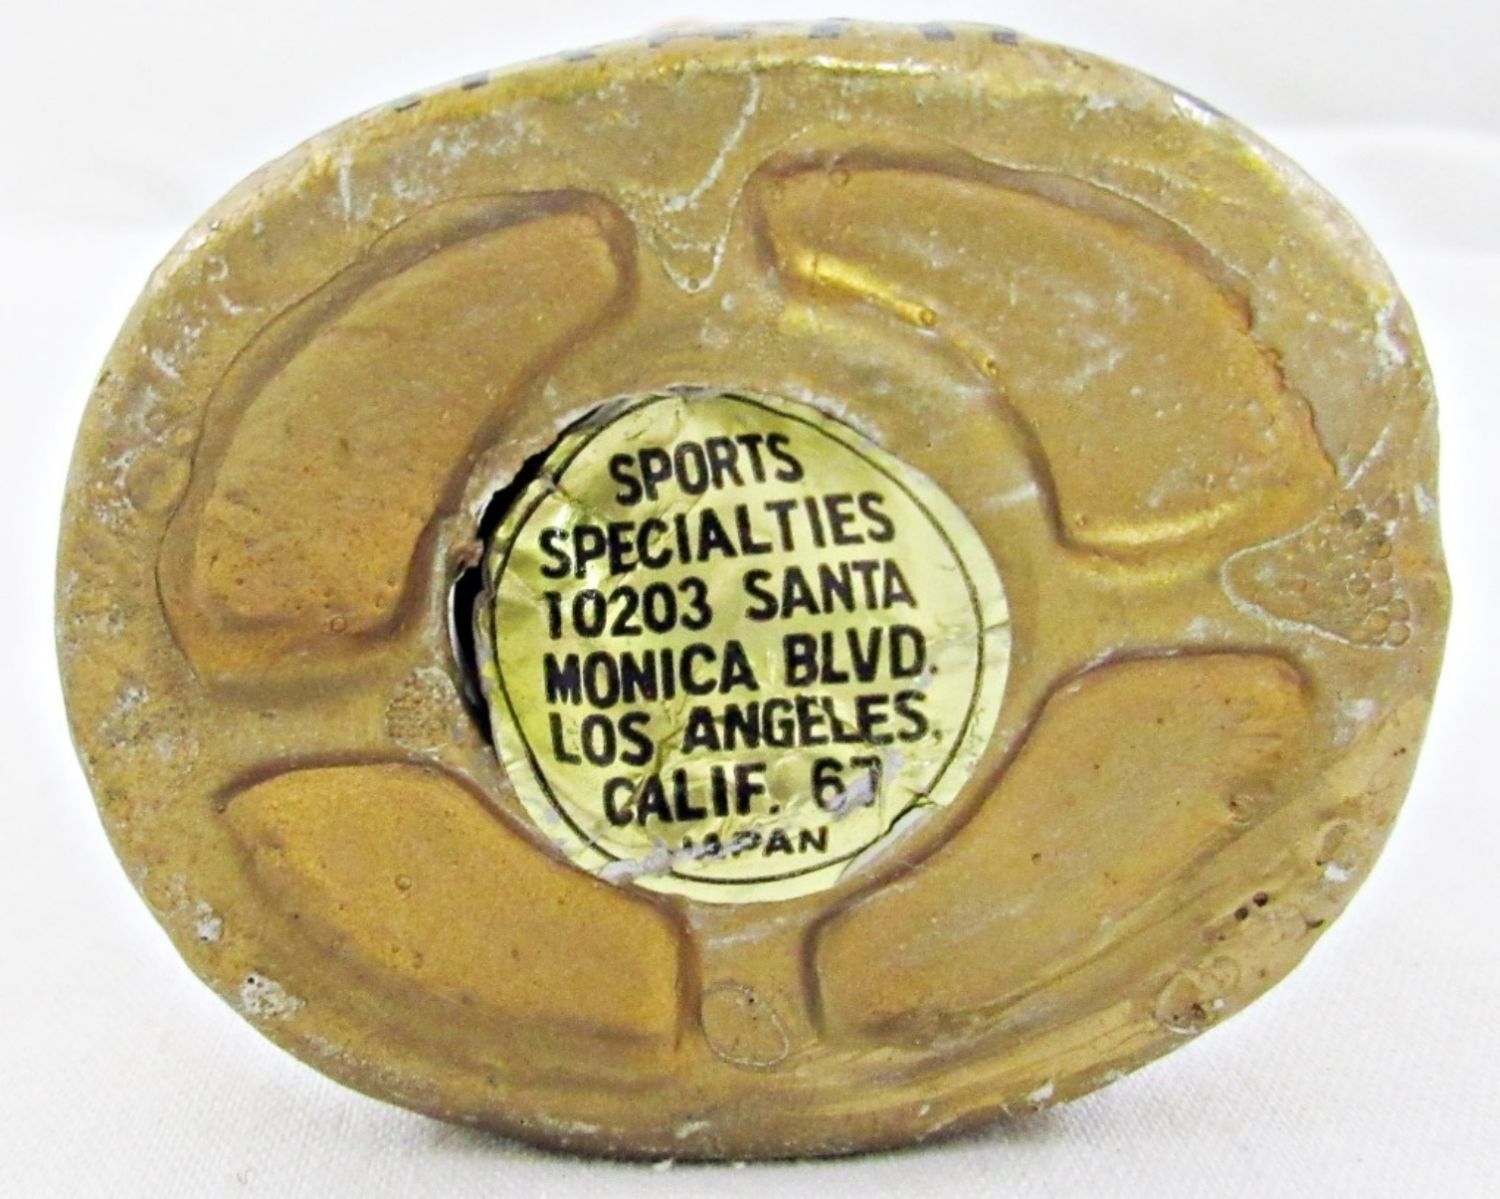 SPORTS
SPECIALTIES
10203 SANTA
MONICA BLVD.
LOS ANGELES,
CALIF. 67
JAPAN